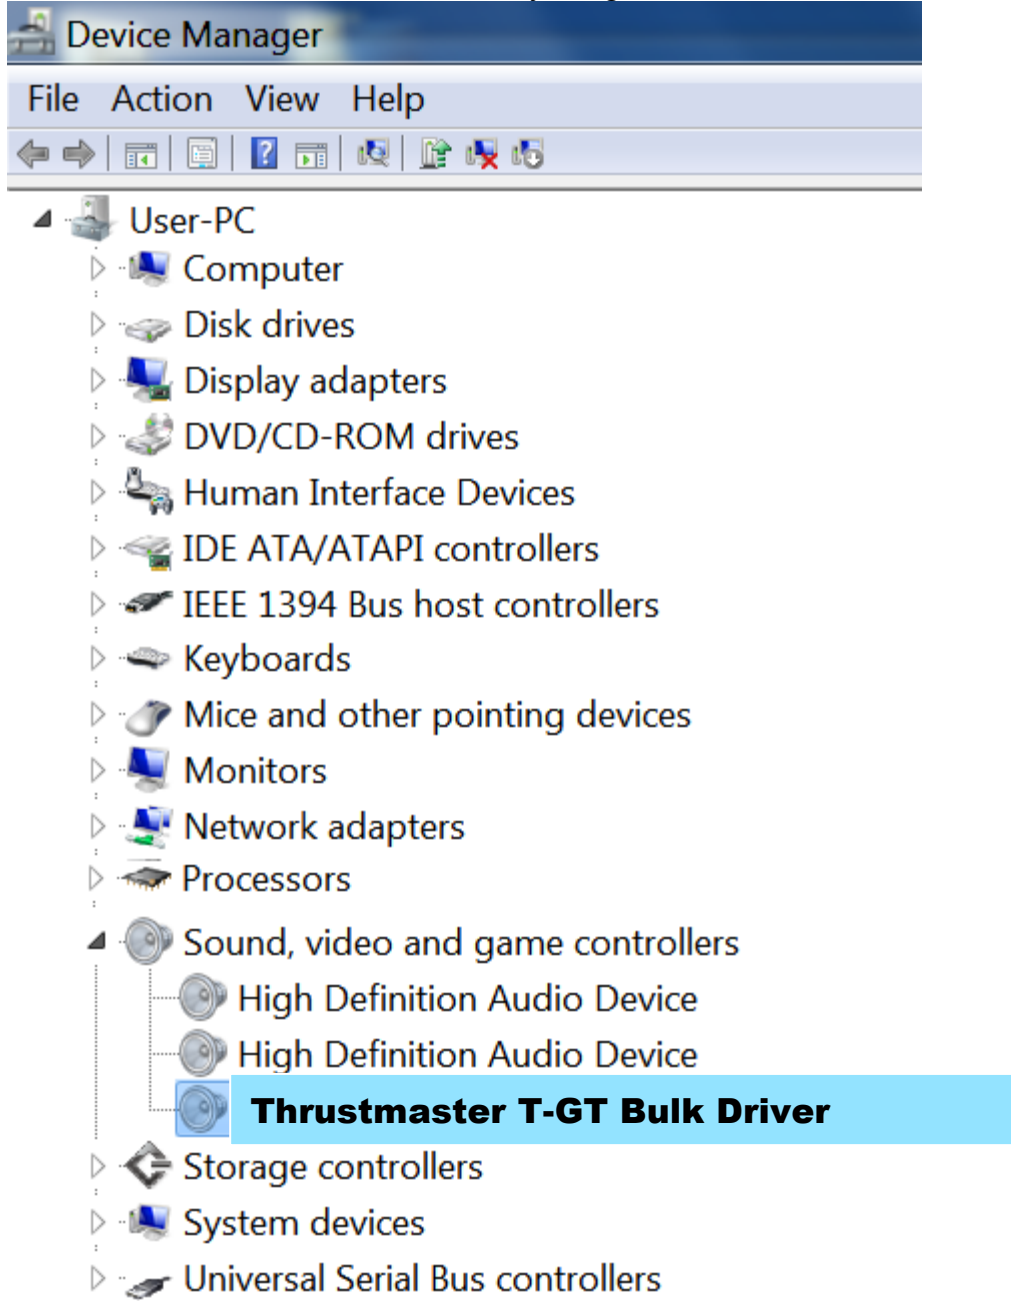 Device Manager
File Action View Help
User-PC
Computer
Disk drives
Display adapters
DVD/CD-ROM drives
Human Interface Devices
IDE ATA/ATAPI controllers
IEEE 1394 Bus host controllers
Keyboards
Mice and other pointing devices
Monitors
Network adapters
Processors
Sound, video and game controllers
High Definition Audio Device
High Definition Audio Device
Thrustmaster T-GT Bulk Driver
Storage controllers
System devices
Universal Serial Bus controllers